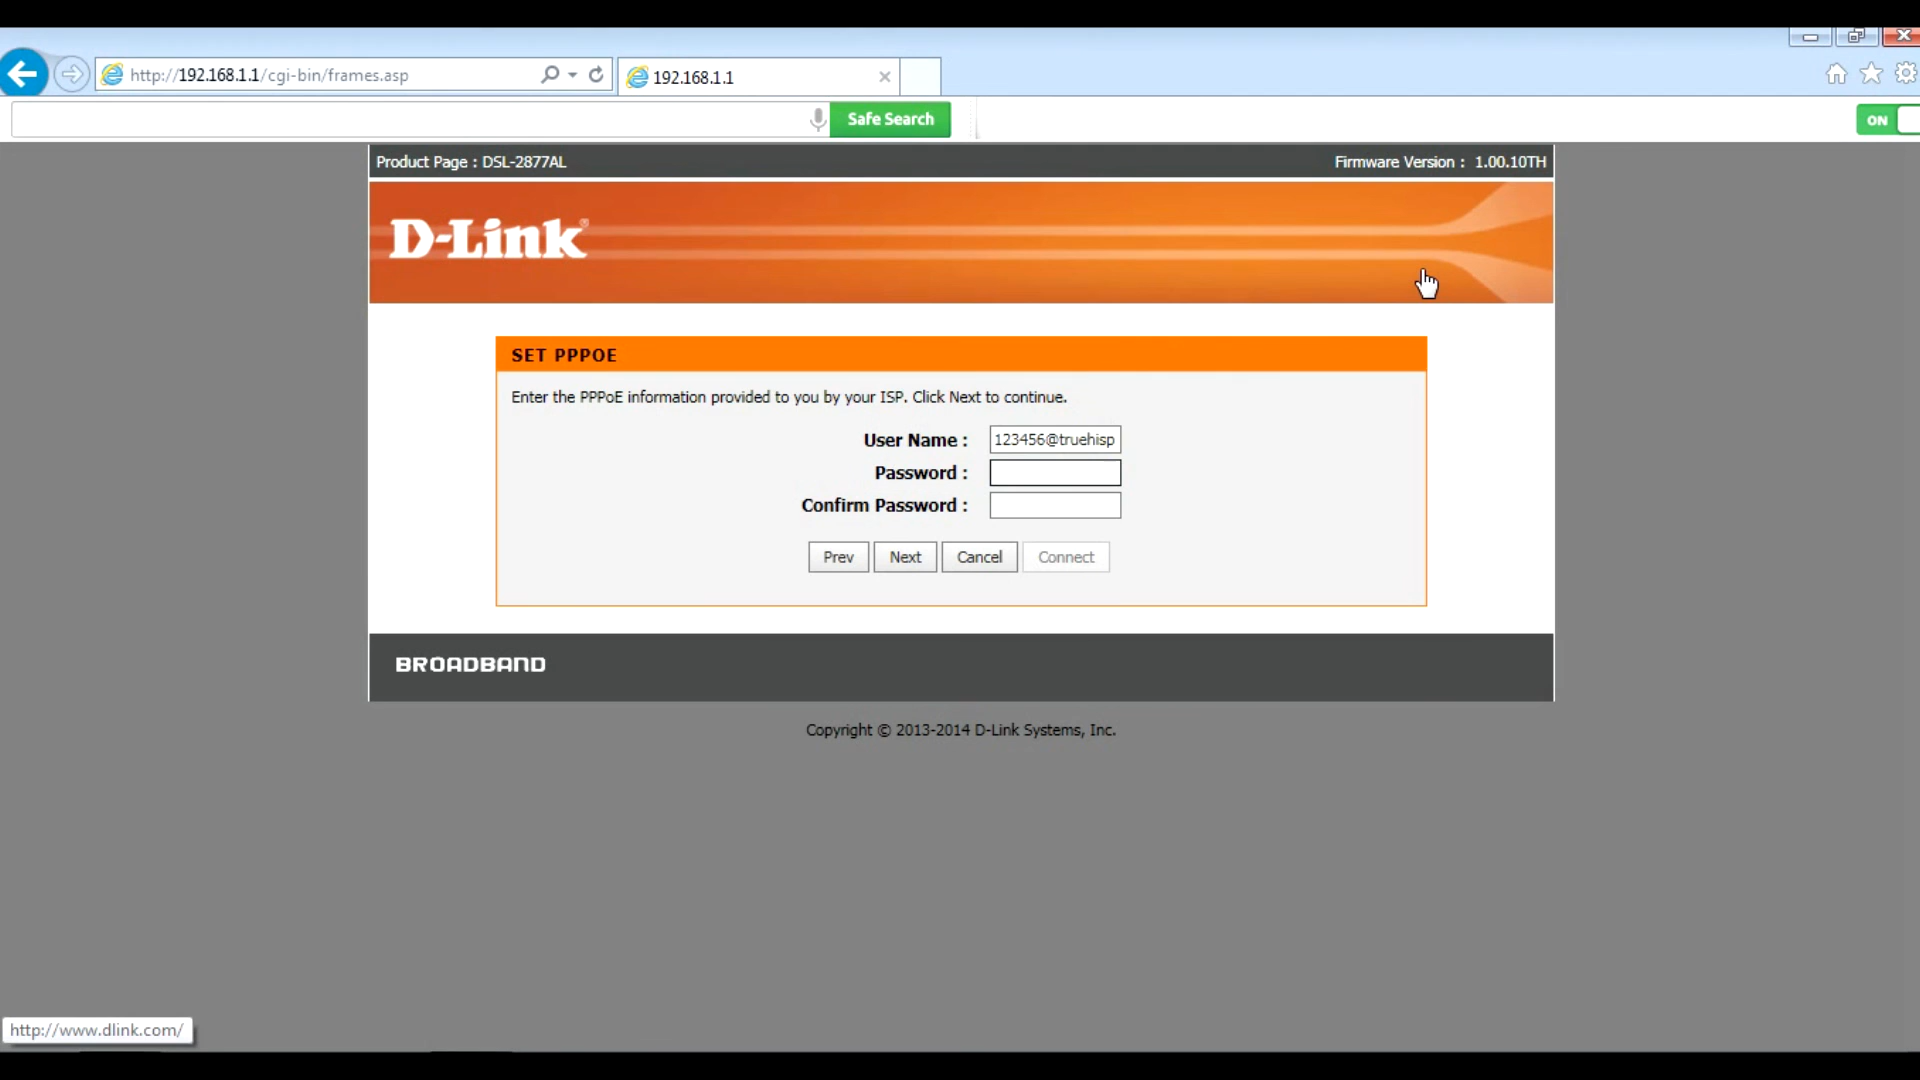 http://192.168.1.1/cgi-bin/frames.asp
192.168.1.1
Safe Search
ON
Product Page : DSL-2877AL
Firmware Version : 1.00.10TH
D-Link®
SET PPPOE
Enter the PPPoE information provided to you by your ISP. Click Next to continue.
User Name : 123456@truehisp
Password :
Confirm Password :
Prev Next Cancel Connect
BROADBAND
Copyright © 2013-2014 D-Link Systems, Inc.
http://www.dlink.com/